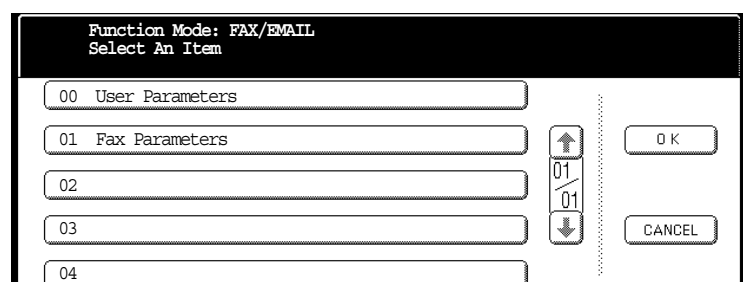 Function Mode: FAX/EMAIL
Select An Item
00 User Parameters
01 Fax Parameters
OK
02
01/01
03
CANCEL
04